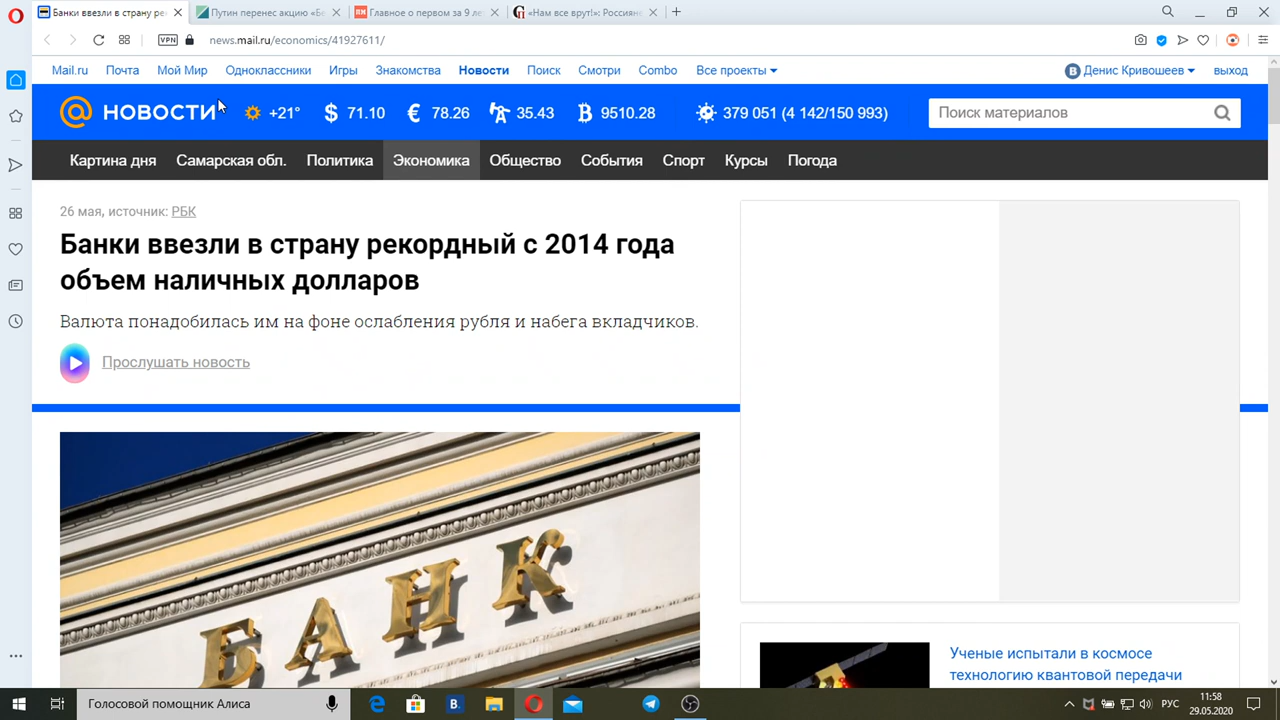 Банки ввезли в страну ре
Путин перенес акцию «Бе
Главное о первом за 9 ле
«Нам все врут!»: Россияне
VPN news.mail.ru/economics/41927611/
Mail.ru Почта Мой Мир Одноклассники Игры Знакомства Новости Поиск Смотри Combo Все проекты Денис Кривошеев выход
НОВОСТИ +21° $ 71.10 € 78.26 35.43 9510.28 379 051 (4 142/150 993) Поиск материалов
Картина дня Самарская обл. Политика Экономика Общество События Спорт Курсы Погода
26 мая, источник: РБК
Банки ввезли в страну рекордный с 2014 года
объем наличных долларов
Валюта понадобилась им на фоне ослабления рубля и набега вкладчиков.
Прослушать новость
БАНК
Ученые испытали в космосе
технологию квантовой передачи
Голосовой помощник Алиса
РУС
11:58
29.05.2020